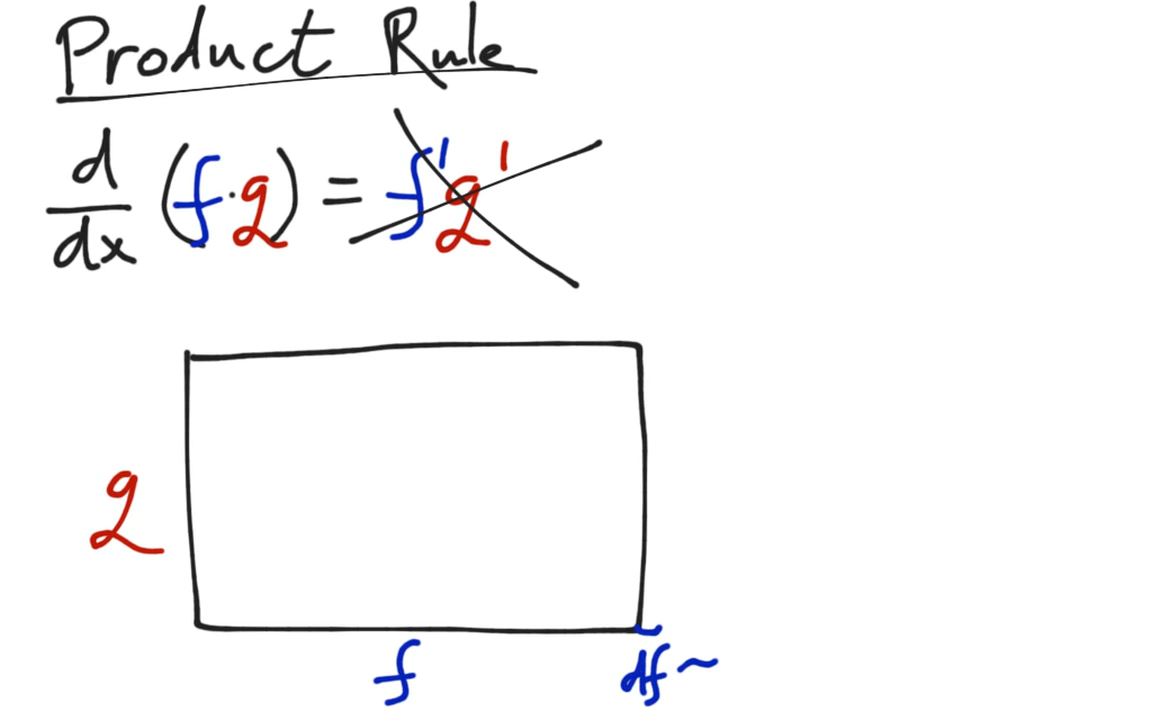 Product Rule
d/dx (f·g) = f'g'
g
f
df ~